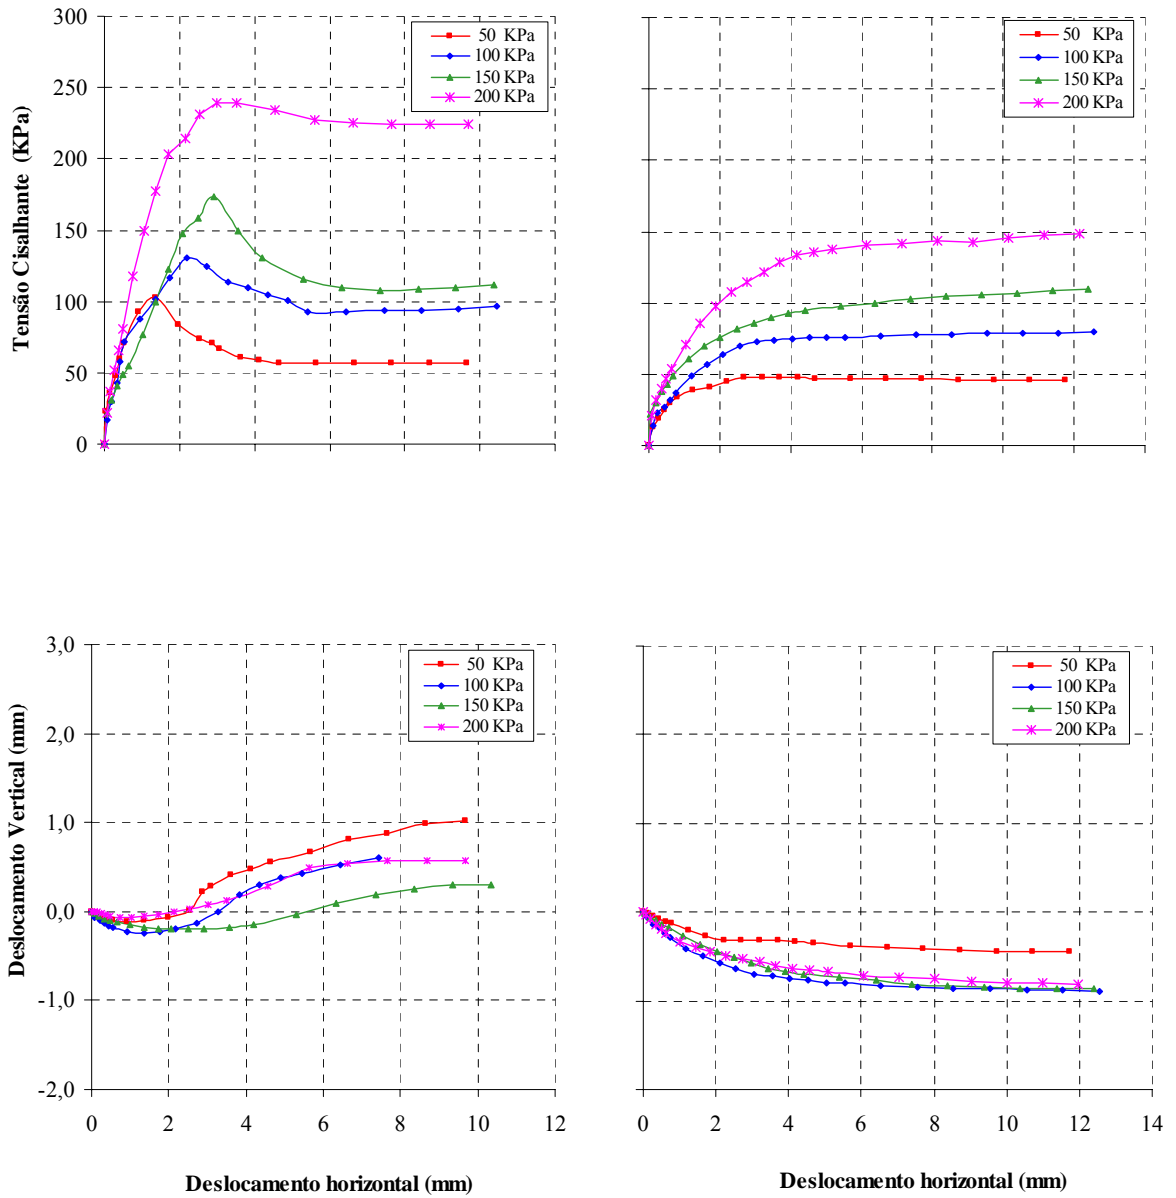 Tensão Cisalhante (KPa)
300
250
200
150
100
50
0
50 KPa
100 KPa
150 KPa
200 KPa
50 KPa
100 KPa
150 KPa
200 KPa
Deslocamento Vertical (mm)
3,0
2,0
1,0
0,0
-1,0
-2,0
50 KPa
100 KPa
150 KPa
200 KPa
0 2 4 6 8 10 12
Deslocamento horizontal (mm)
50 KPa
100 KPa
150 KPa
200 KPa
0 2 4 6 8 10 12 14
Deslocamento horizontal (mm)